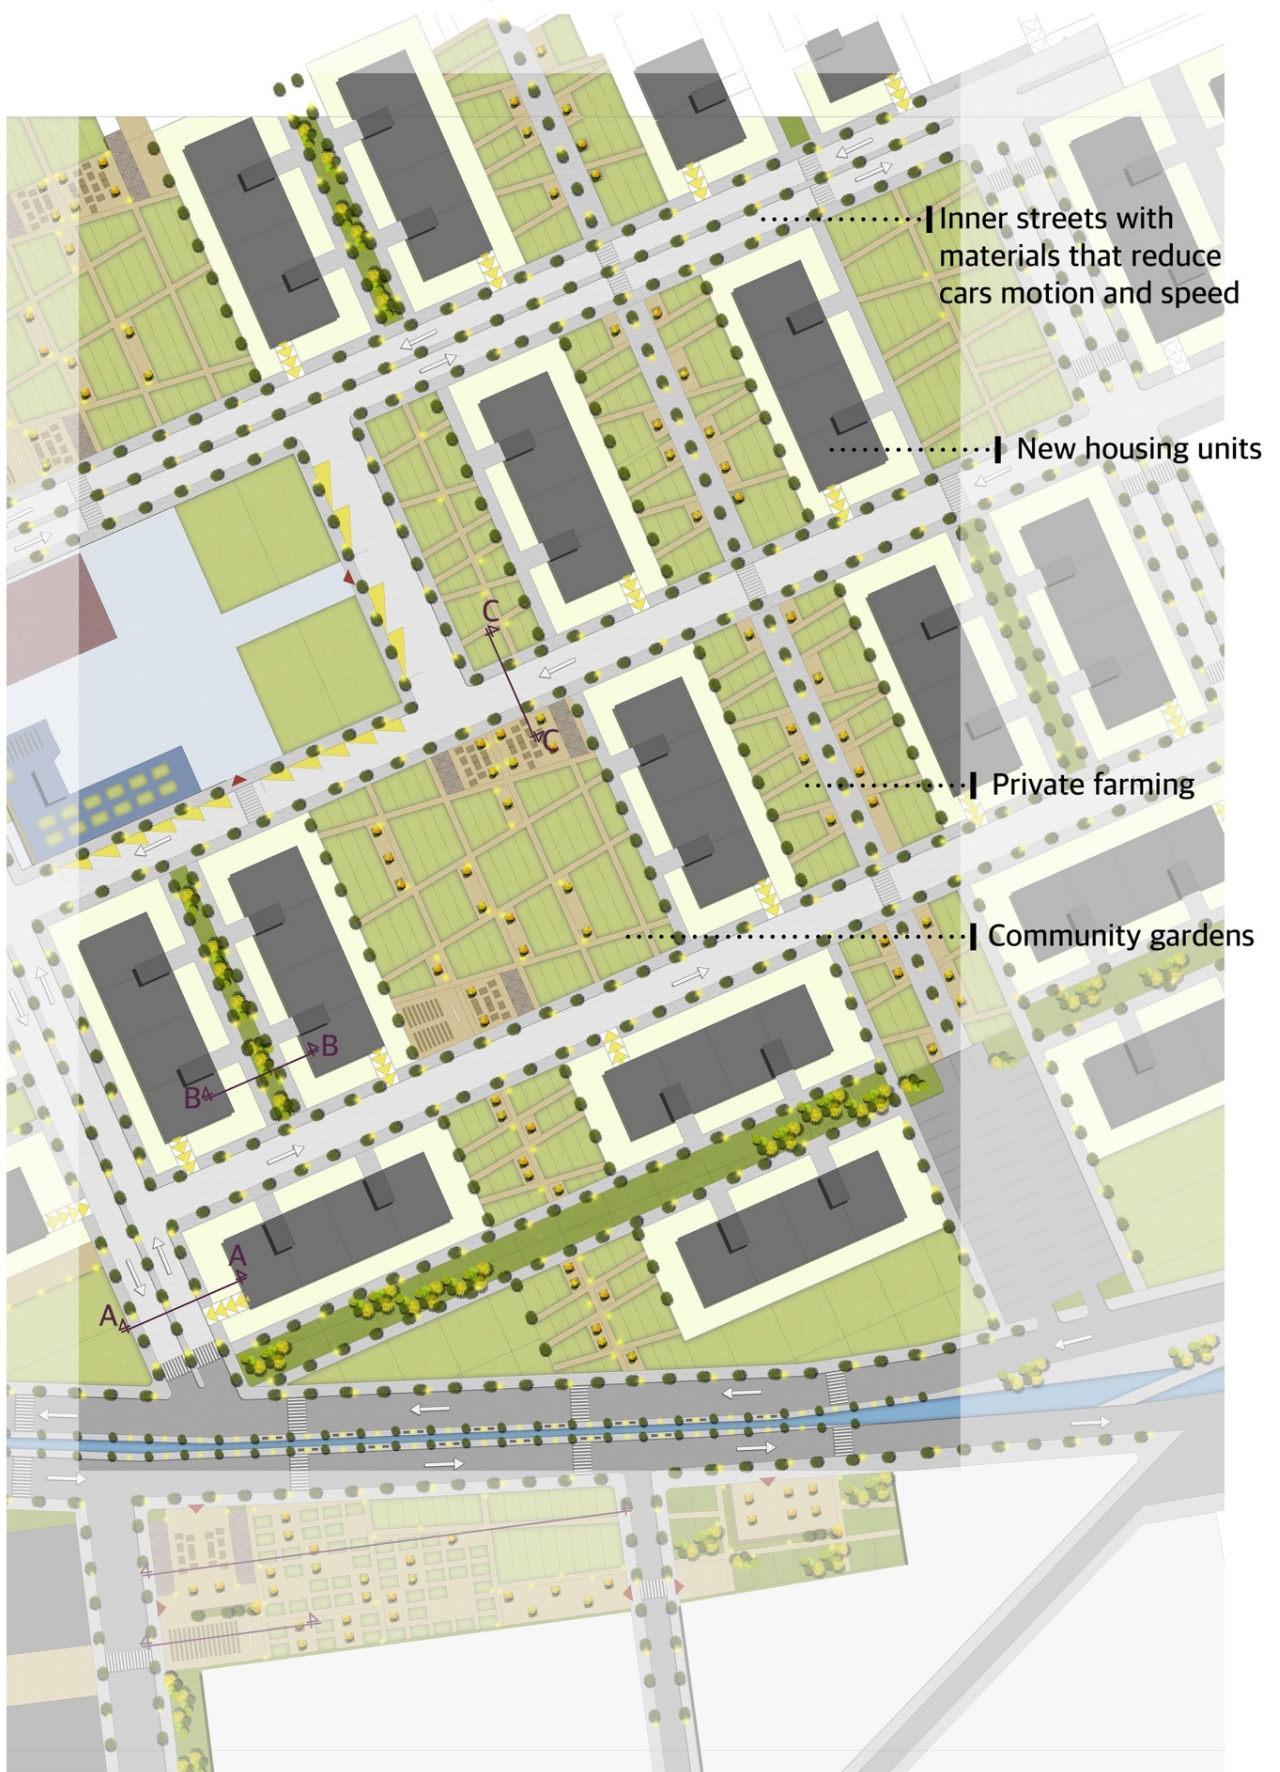 Inner streets with
materials that reduce
cars motion and speed
New housing units
C
C
Private farming
Community gardens
B
B
A
A